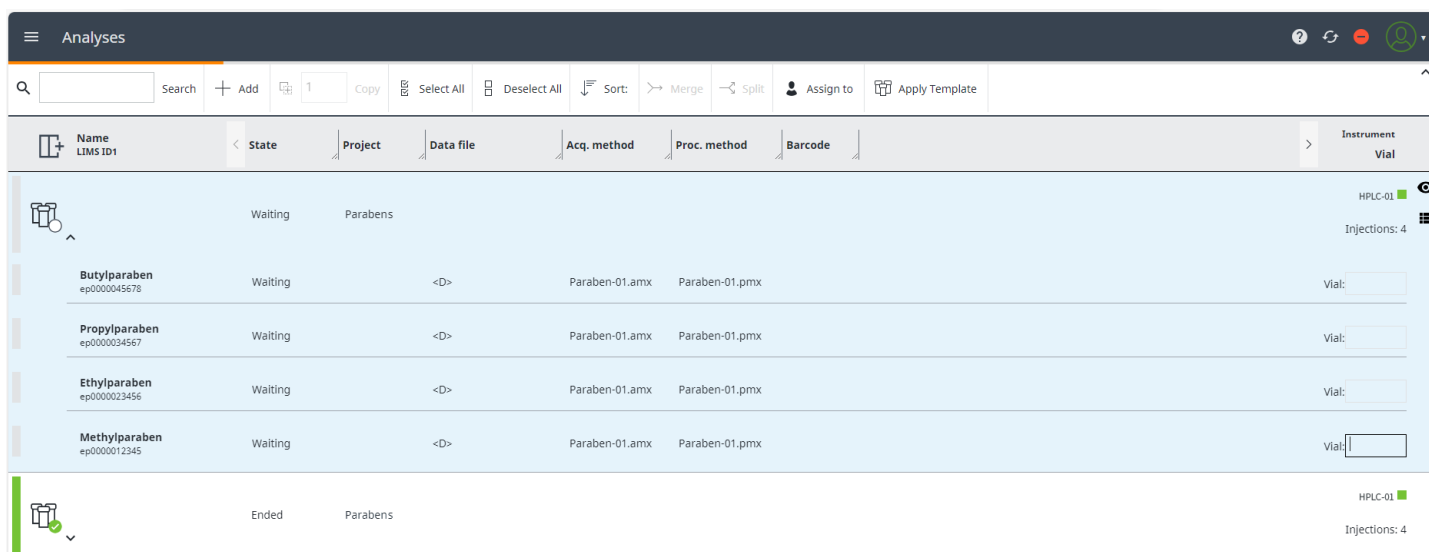 Analyses
Search Add 1 Copy Select All Deselect All Sort: Merge Split Assign to Apply Template
Name
LIMS ID1
State Project Data file Acq. method Proc. method Barcode
Instrument
Vial
Waiting Parabens
HPLC-01
Injections: 4
Butylparaben
ep0000045678
Waiting <D> Paraben-01.amx Paraben-01.pmx Vial:
Propylparaben
ep0000034567
Waiting <D> Paraben-01.amx Paraben-01.pmx Vial:
Ethylparaben
ep0000023456
Waiting <D> Paraben-01.amx Paraben-01.pmx Vial:
Methylparaben
ep0000012345
Waiting <D> Paraben-01.amx Paraben-01.pmx Vial:
Ended Parabens
HPLC-01
Injections: 4